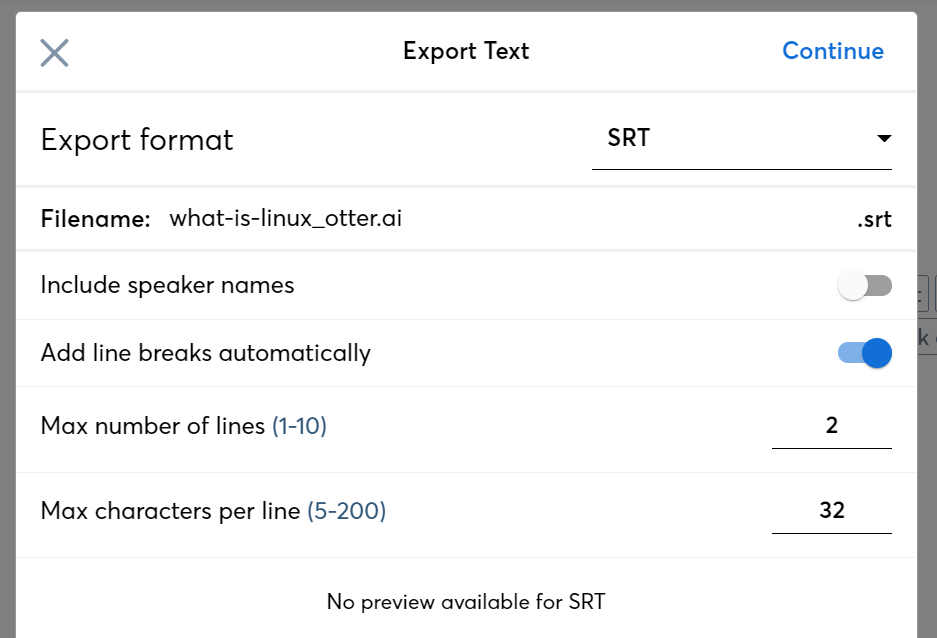 Export Text
Continue
Export format
SRT
Filename: what-is-linux_otter.ai .srt
Include speaker names
Add line breaks automatically
Max number of lines (1-10)
2
Max characters per line (5-200)
32
No preview available for SRT